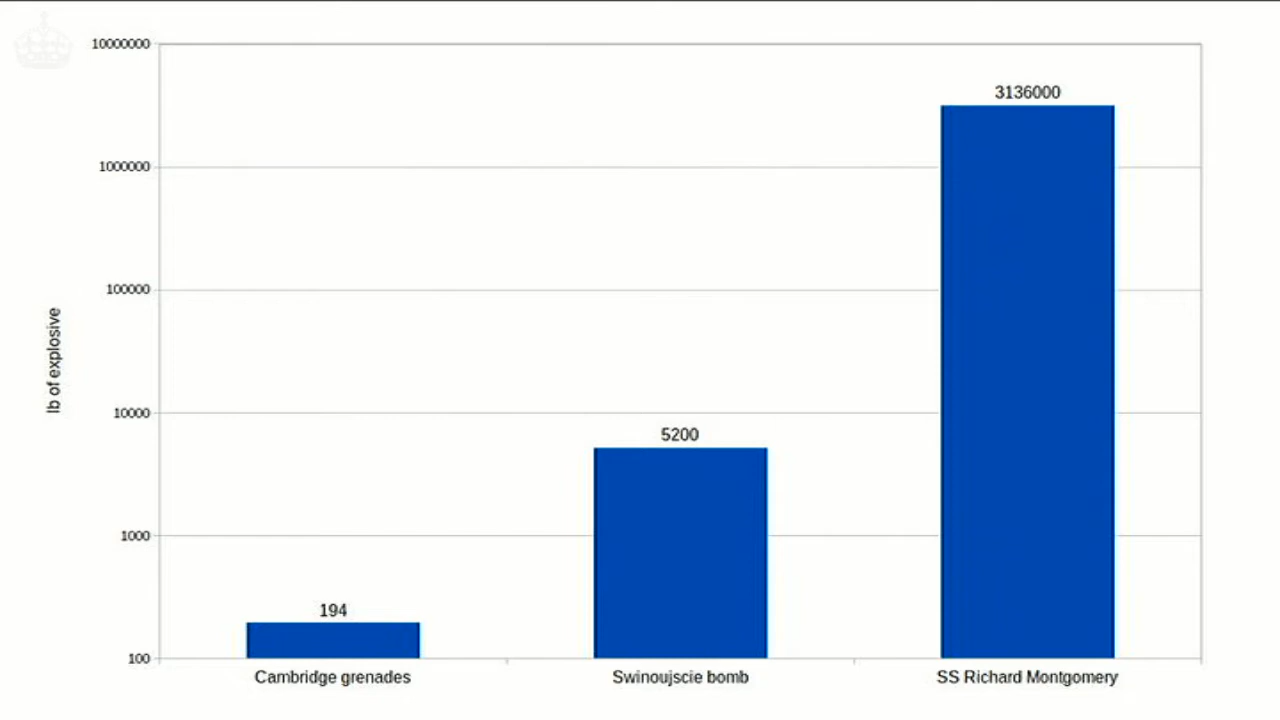 10000000
3136000
1000000
100000
lb of explosive
10000
5200
1000
194
100
Cambridge grenades
Swinoujscie bomb
SS Richard Montgomery